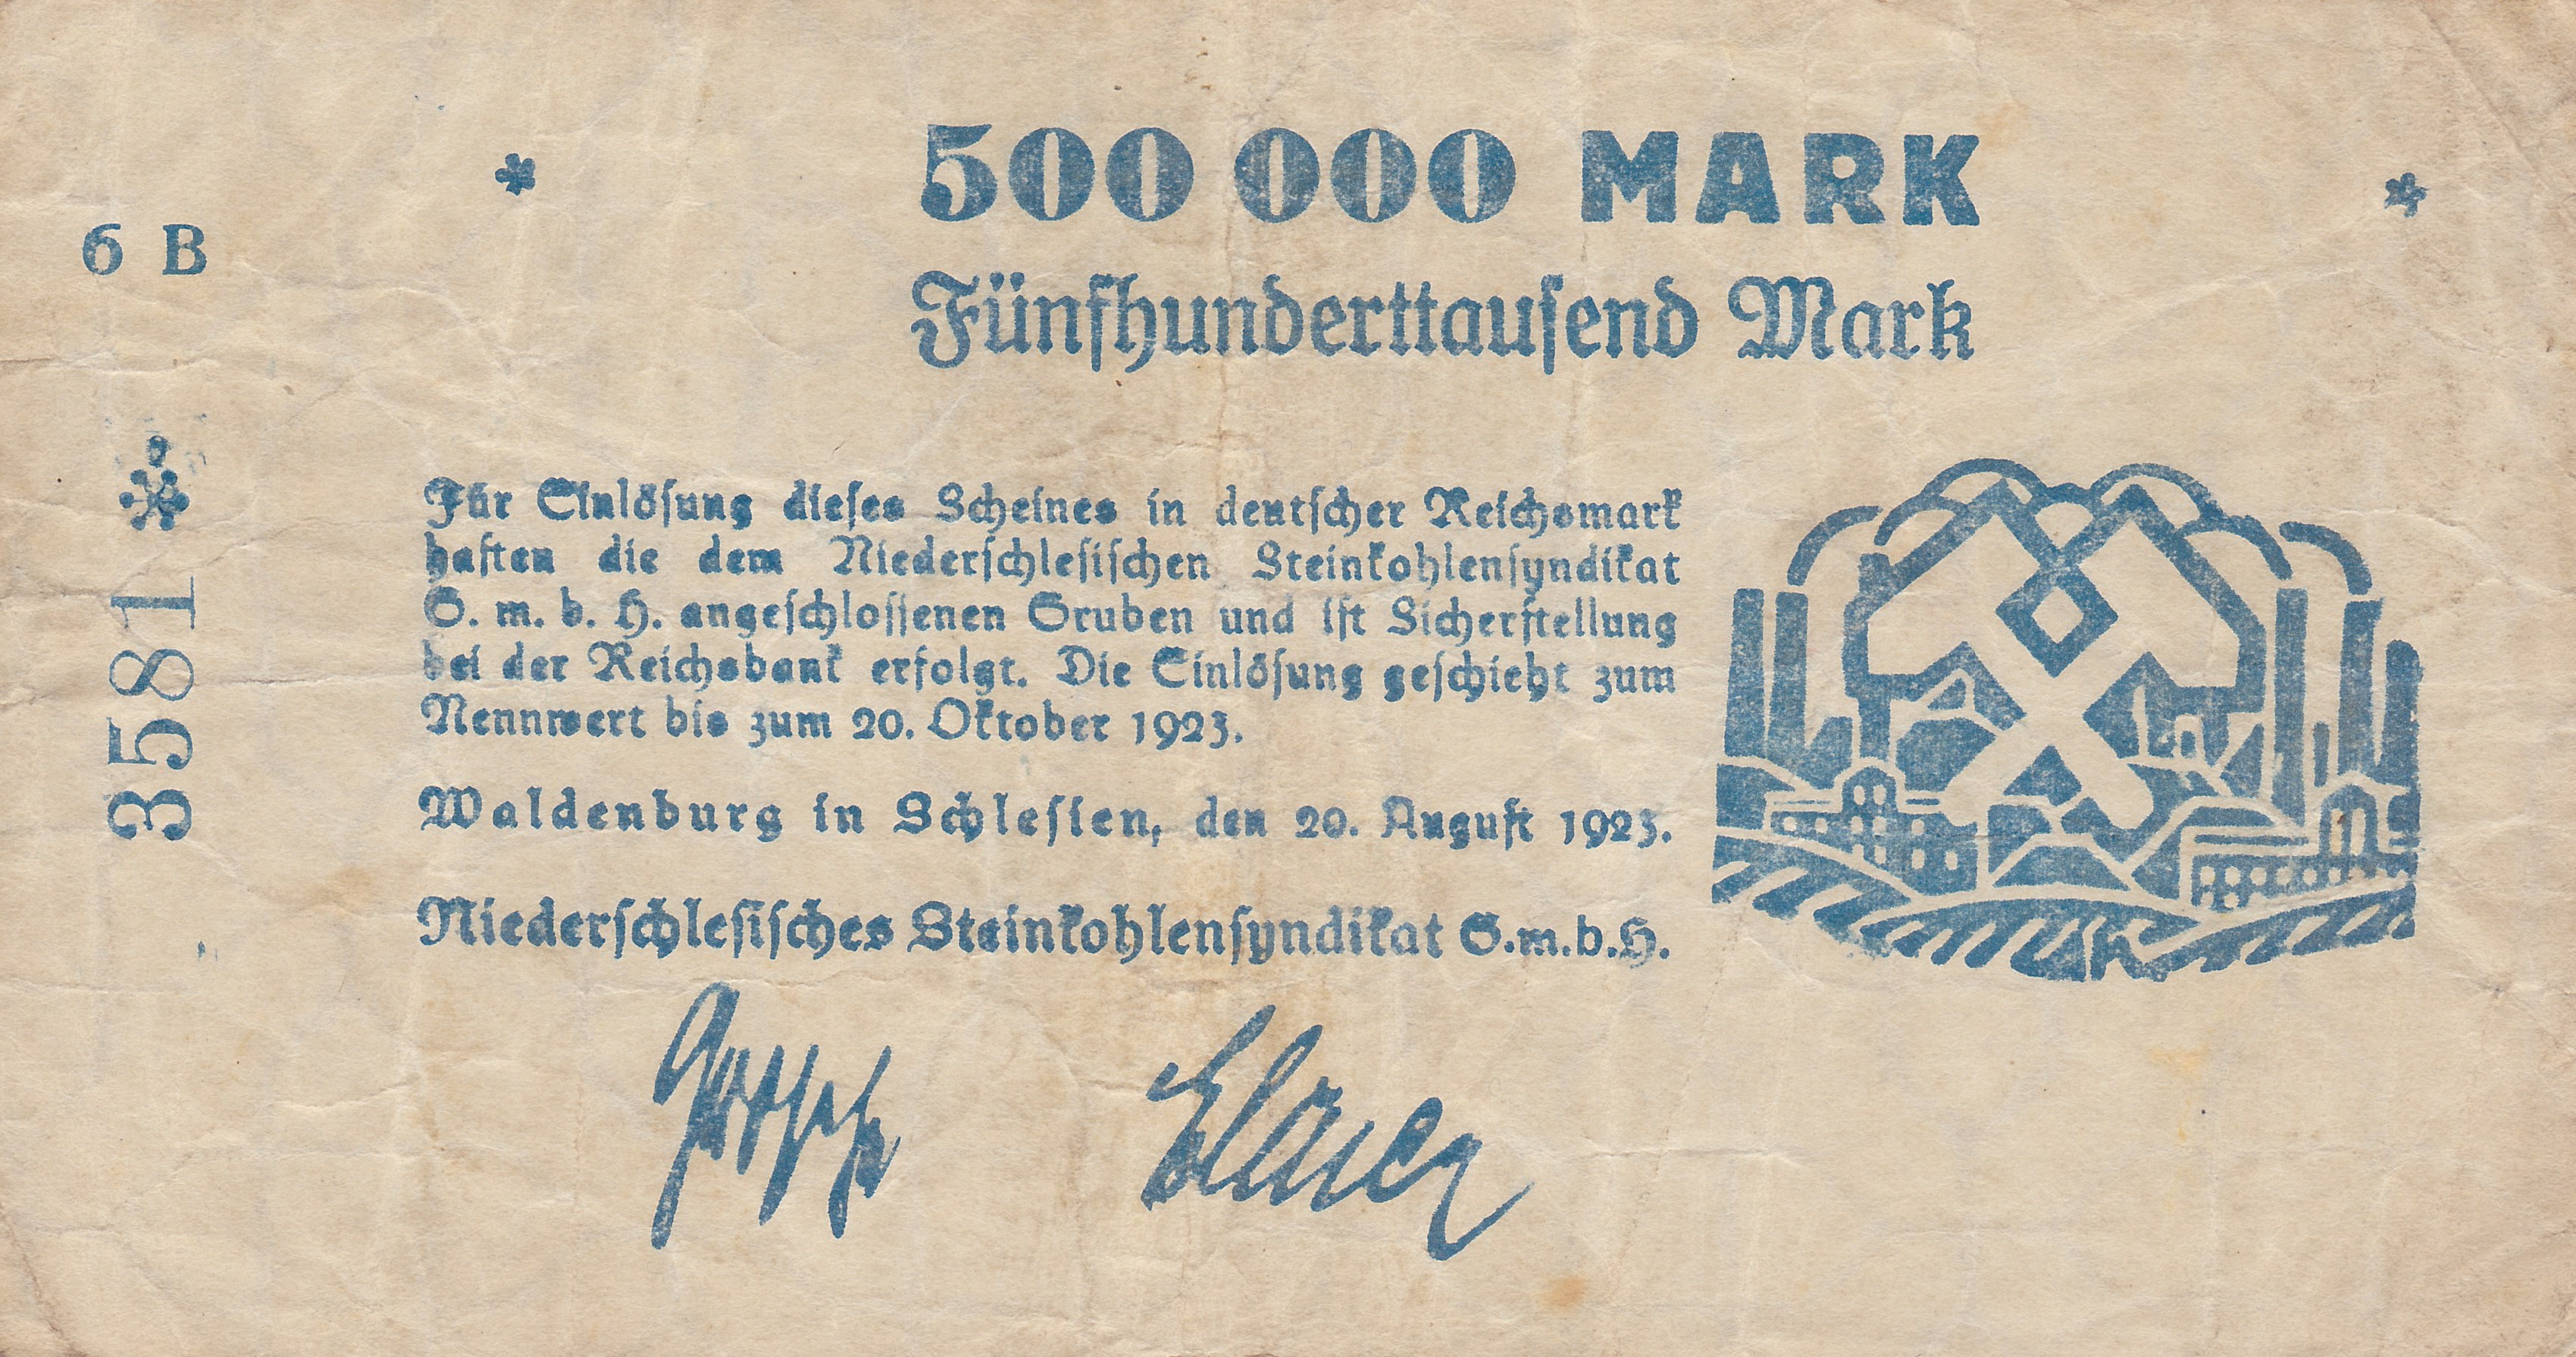 500 000 MARK
Fünfhunderttausend Mark
6 B
3581
Für Einlösung dieses Scheines in deutscher Reichsmark
haften die dem Niederschlesischen Steinkohlensyndikat
G. m. b. H. angeschlossenen Gruben und ist Sicherstellung
bei der Reichsbank erfolgt. Die Einlösung geschieht zum
Nennwert bis zum 20. Oktober 1923.
Waldenburg in Schlesien, den 20. August 1923.
Niederschlesisches Steinkohlensyndikat G.m.b.H.